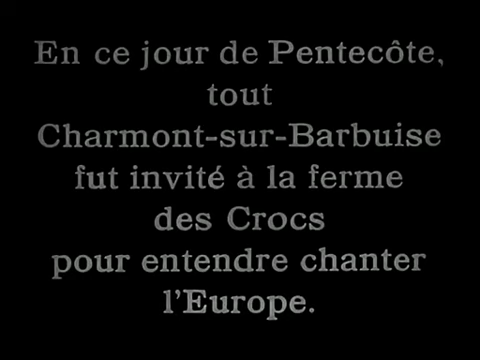 En ce jour de Pentecôte,
tout
Charmont-sur-Barbuise
fut invité à la ferme
des Crocs
pour entendre chanter
l'Europe.